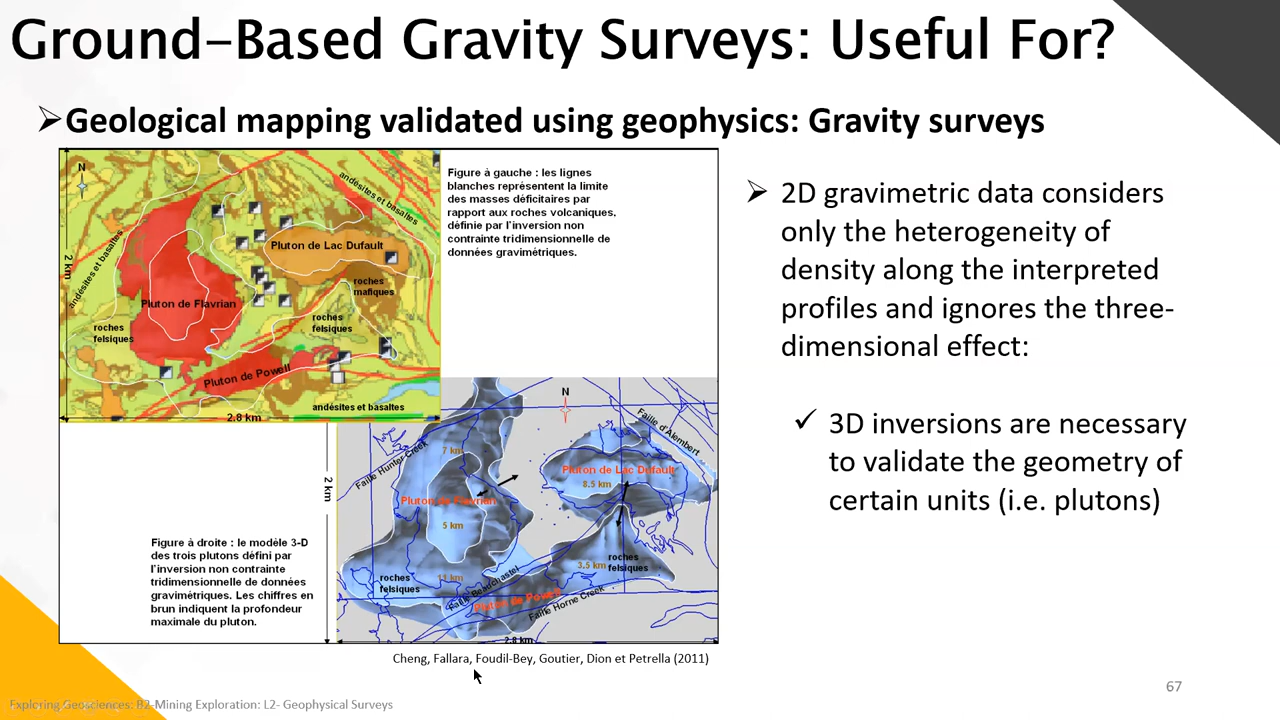 Ground-Based Gravity Surveys: Useful For?
Geological mapping validated using geophysics: Gravity surveys
N
andésites et basaltes
andésites et basaltes
2 km
Pluton de Lac Dufault
Pluton de Flavrian
roches
mafiques
roches
felsiques
roches
felsiques
Pluton de Powell
andésites et basaltes
2.8 km
Figure à gauche : les lignes
blanches représentent la limite
des masses déficitaires par
rapport aux roches volcaniques,
définie par l'inversion non
contrainte tridimensionnelle de
données gravimétriques.
2D gravimetric data considers
only the heterogeneity of
density along the interpreted
profiles and ignores the three-
dimensional effect:
3D inversions are necessary
to validate the geometry of
certain units (i.e. plutons)
N
Faille d'Alembert
7 km
Faille Hunter Creek
Pluton de Lac Dufault
8.5 km
2 km
Pluton de Flavrian
5 km
roches
felsiques
3.5 km
11 km
roches
felsiques
Faille Beauchastel
Pluton de Powell
Faille Horne Creek
2.8 km
Figure à droite : le modèle 3-D
des trois plutons défini par
l'inversion non contrainte
tridimensionnelle de données
gravimétriques. Les chiffres en
brun indiquent la profondeur
maximale du pluton.
Cheng, Fallara, Foudil-Bey, Goutier, Dion et Petrella (2011)
67
Exploring Geosciences: B2-Mining Exploration: L2- Geophysical Surveys